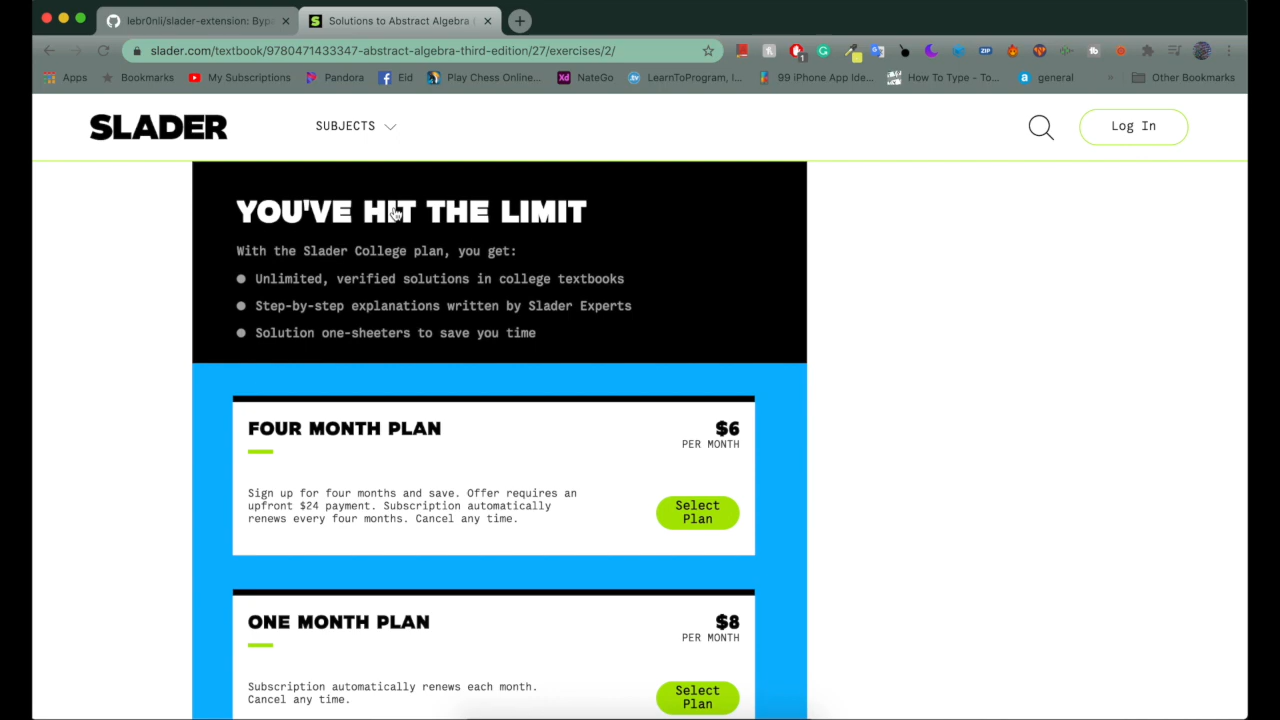 lebr0nli/slader-extension: Bypa
Solutions to Abstract Algebra
slader.com/textbook/9780471433347-abstract-algebra-third-edition/27/exercises/2/
Apps
Bookmarks
My Subscriptions
Pandora
Eid
Play Chess Online...
NateGo
LearnToProgram, I...
99 iPhone App Ide...
How To Type - To...
general
»
Other Bookmarks
SLADER
SUBJECTS
Log In
YOU'VE HIT THE LIMIT
With the Slader College plan, you get:
Unlimited, verified solutions in college textbooks
Step-by-step explanations written by Slader Experts
Solution one-sheeters to save you time
FOUR MONTH PLAN
$6
PER MONTH
Sign up for four months and save. Offer requires an
upfront $24 payment. Subscription automatically
renews every four months. Cancel any time.
Select
Plan
ONE MONTH PLAN
$8
PER MONTH
Subscription automatically renews each month.
Cancel any time.
Select
Plan